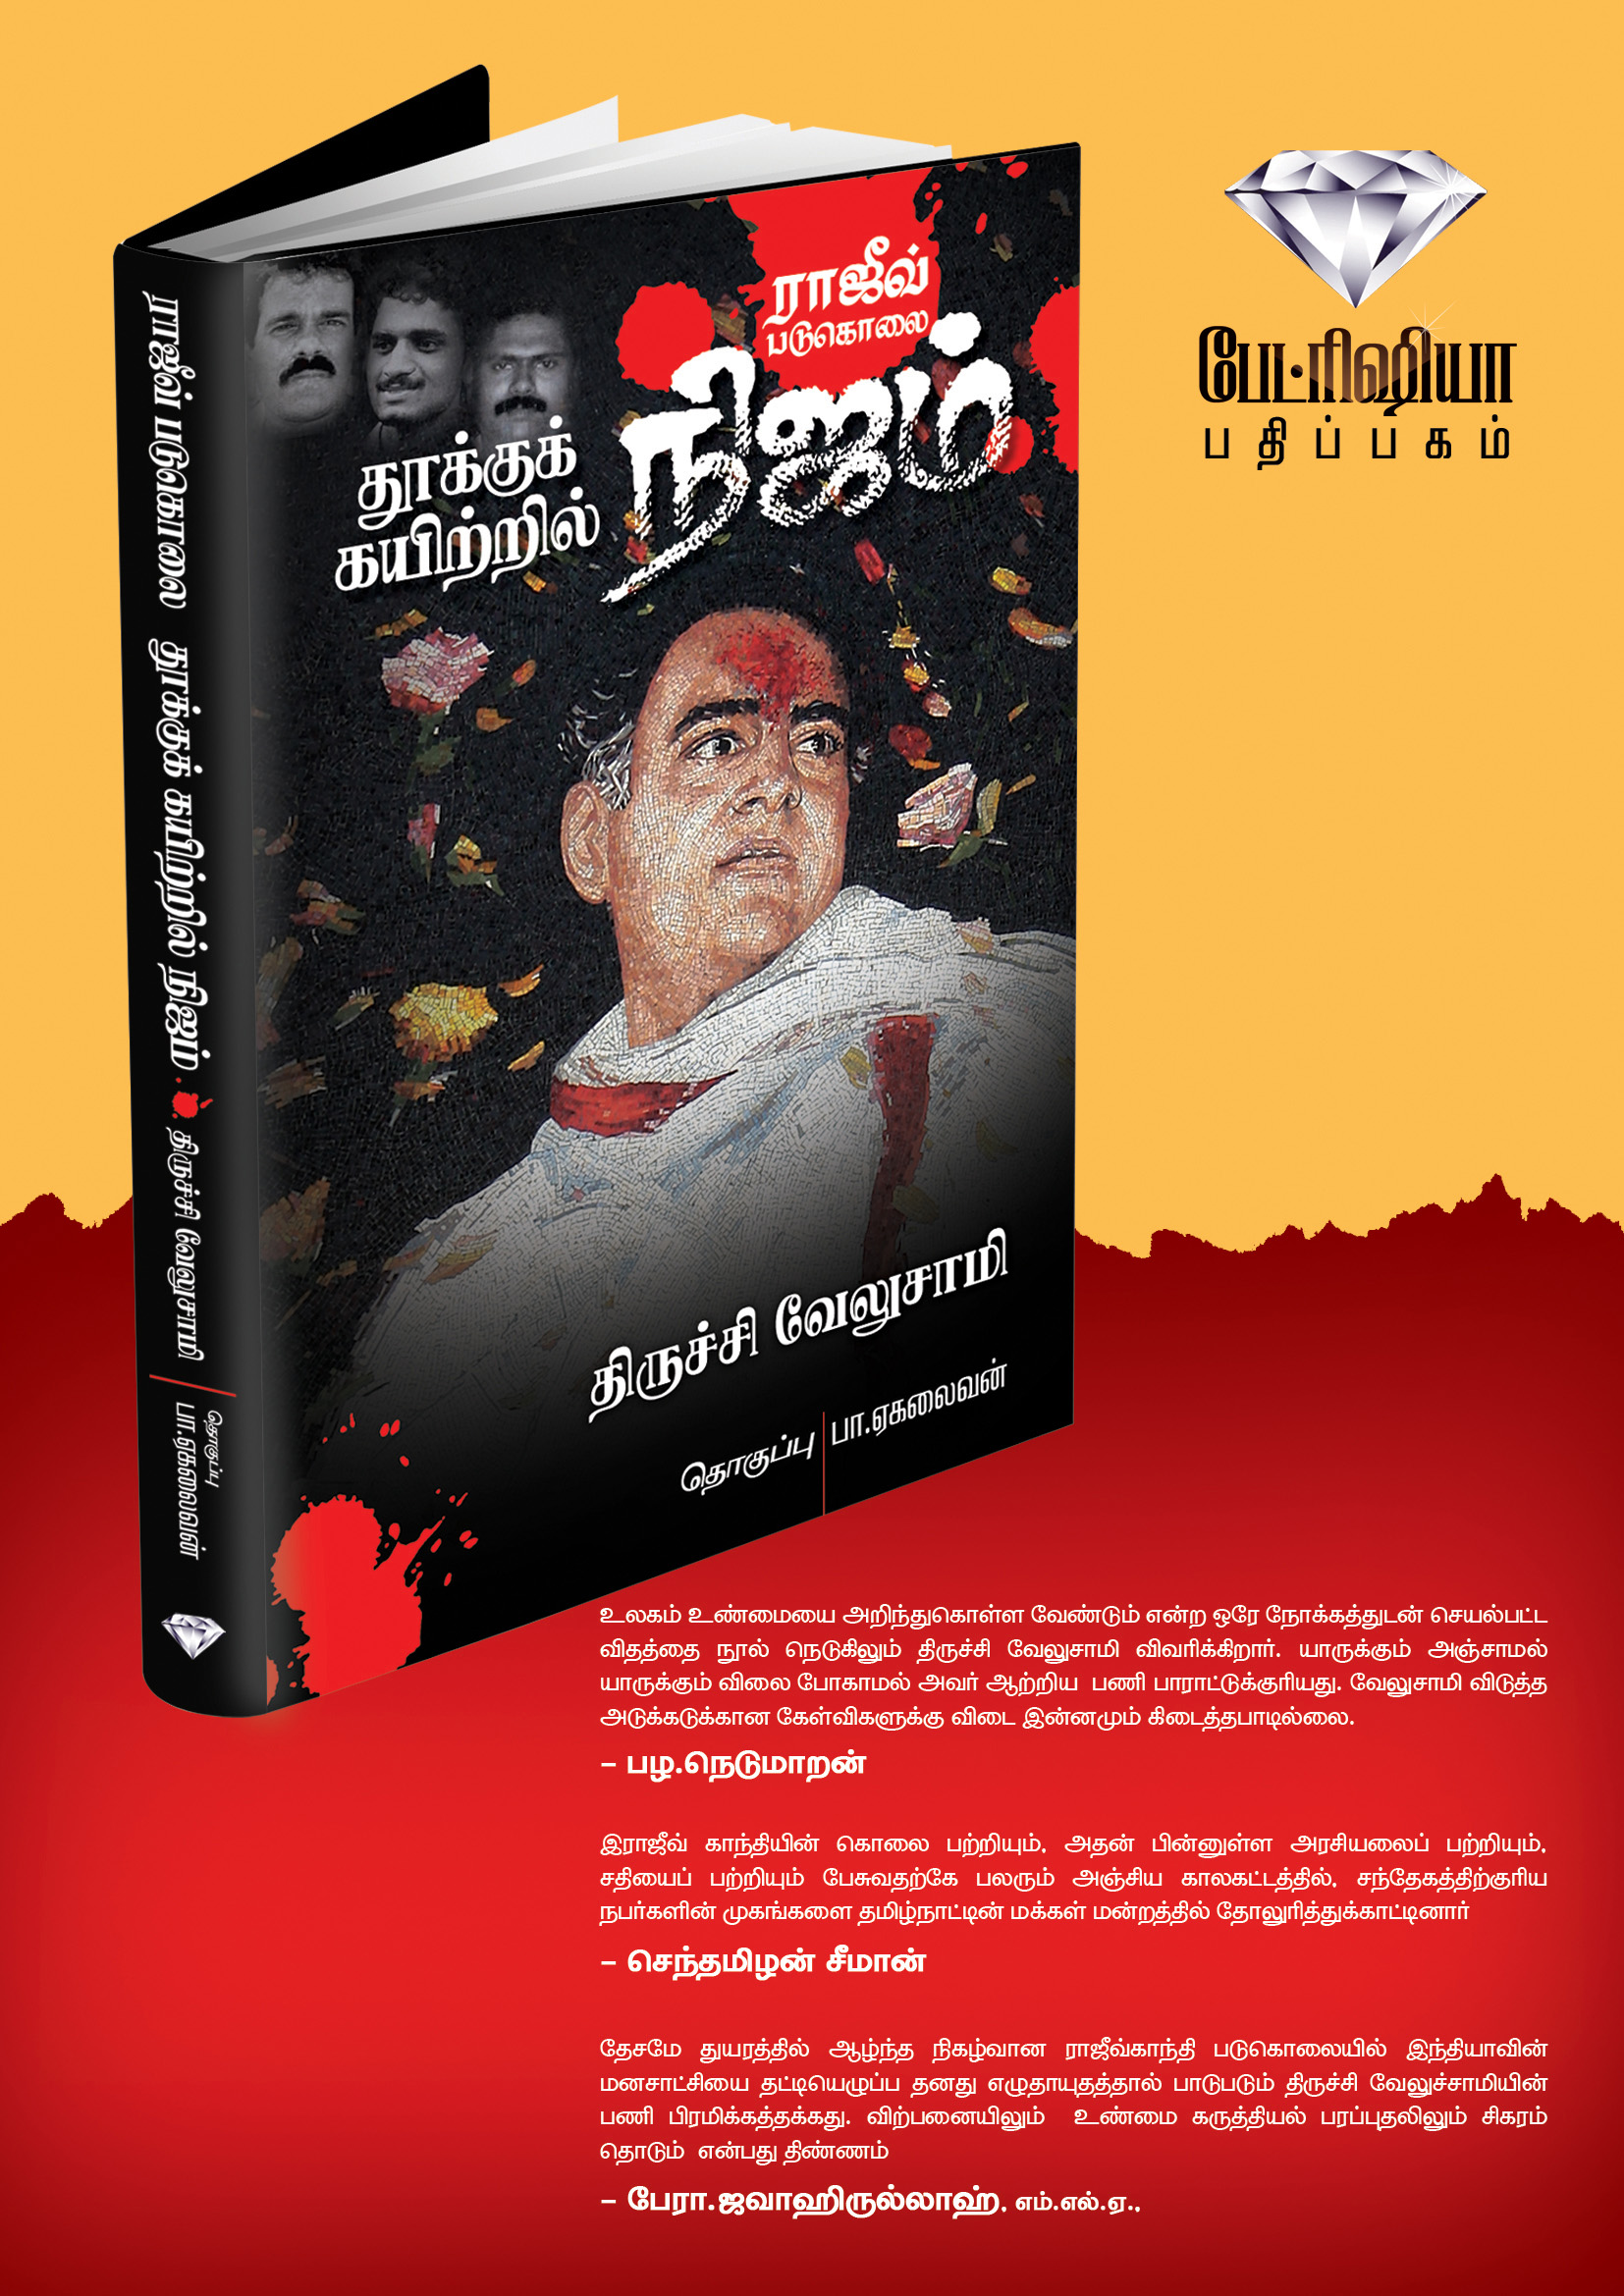 ராஜீவ்
படுகொலை
தூக்குக்
கயிற்றில்
நிஜம்
திருச்சி வேலுசாமி
தொகுப்பு | பா.ஏகலைவன்
ராஜீவ் படுகொலை தூக்குக் கயிற்றில் நிஜம் திருச்சி வேலுசாமி
தொகுப்பு
பா.ஏகலைவன்
பேட்ரிஷியா
பதிப்பகம்
உலகம் உண்மையை அறிந்துகொள்ள வேண்டும் என்ற ஒரே நோக்கத்துடன் செயல்பட்ட
விதத்தை நூல் நெடுகிலும் திருச்சி வேலுசாமி விவரிக்கிறார். யாருக்கும் அஞ்சாமல்
யாருக்கும் விலை போகாமல் அவர் ஆற்றிய பணி பாராட்டுக்குரியது. வேலுசாமி விடுத்த
அடுக்கடுக்கான கேள்விகளுக்கு விடை இன்னமும் கிடைத்தபாடில்லை.
– பழ.நெடுமாறன்
இராஜீவ் காந்தியின் கொலை பற்றியும், அதன் பின்னுள்ள அரசியலைப் பற்றியும்,
சதியைப் பற்றியும் பேசுவதற்கே பலரும் அஞ்சிய காலகட்டத்தில், சந்தேகத்திற்குரிய
நபர்களின் முகங்களை தமிழ்நாட்டின் மக்கள் மன்றத்தில் தோலுரித்துக்காட்டினார்
– செந்தமிழன் சீமான்
தேசமே துயரத்தில் ஆழ்ந்த நிகழ்வான ராஜீவ்காந்தி படுகொலையில் இந்தியாவின்
மனசாட்சியை தட்டியெழுப்ப தனது எழுதாயுதத்தால் பாடுபடும் திருச்சி வேலுச்சாமியின்
பணி பிரமிக்கத்தக்கது. விற்பனையிலும் உண்மை கருத்தியல் பரப்புதலிலும் சிகரம்
தொடும் என்பது திண்ணம்
– பேரா.ஜவாஹிருல்லாஹ், எம்.எல்.ஏ.,